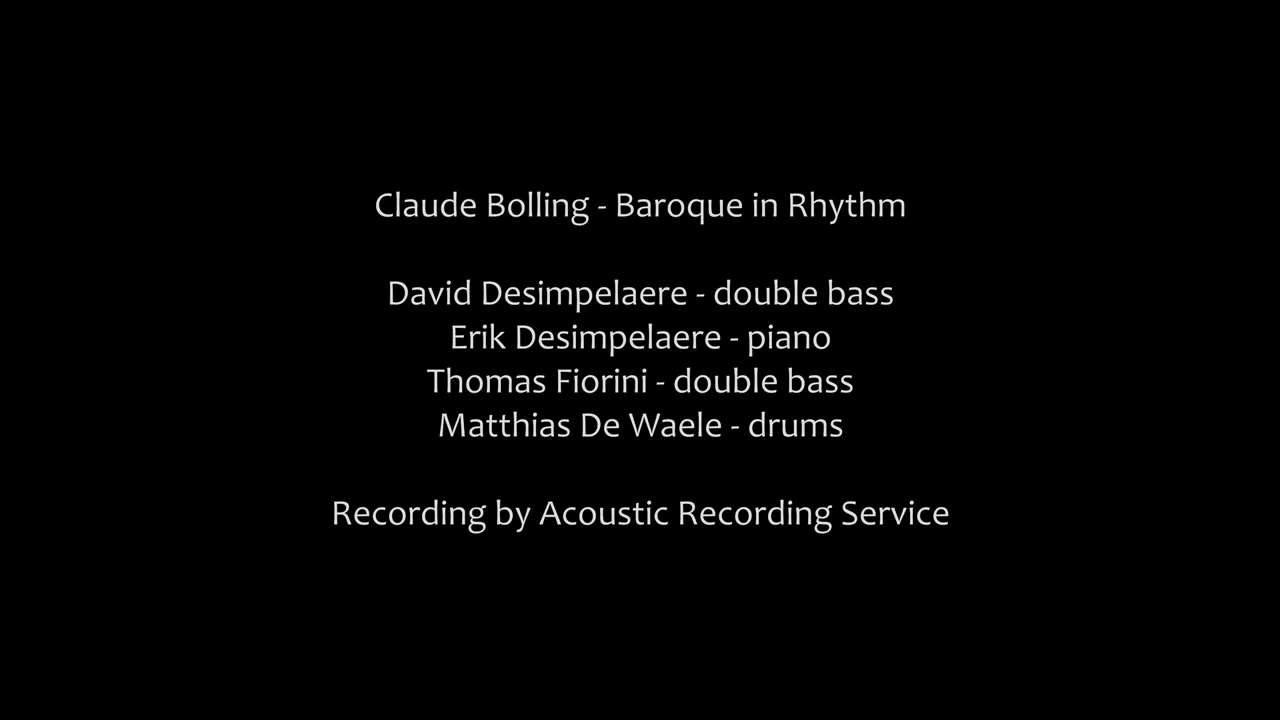 Claude Bolling - Baroque in Rhythm
David Desimpelaere - double bass
Erik Desimpelaere - piano
Thomas Fiorini - double bass
Matthias De Waele - drums
Recording by Acoustic Recording Service